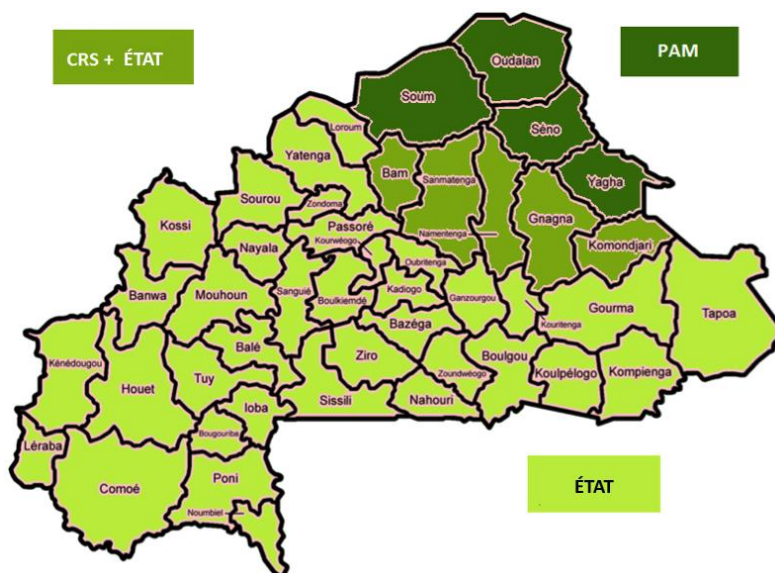 CRS + ÉTAT
PAM
Oudalan
Soum
Séno
Loroum
Yatenga
Bam
Sanmatenga
Yagha
Sourou
Zondoma
Gnagna
Kossi
Passoré
Namentenga
Komondjari
Nayala
Kourwéogo
Oubritenga
Banwa
Mouhoun
Sanguié
Boulkiemdé
Kadiogo
Ganzourgou
Gourma
Tapoa
Bazéga
Kouritenga
Balé
Kénédougou
Houet
Tuy
Ziro
Zoundwéogo
Boulgou
Koulpélogo
Kompienga
Ioba
Sissili
Nahouri
Bougouriba
Léraba
Comoé
Poni
ÉTAT
Noumbiel